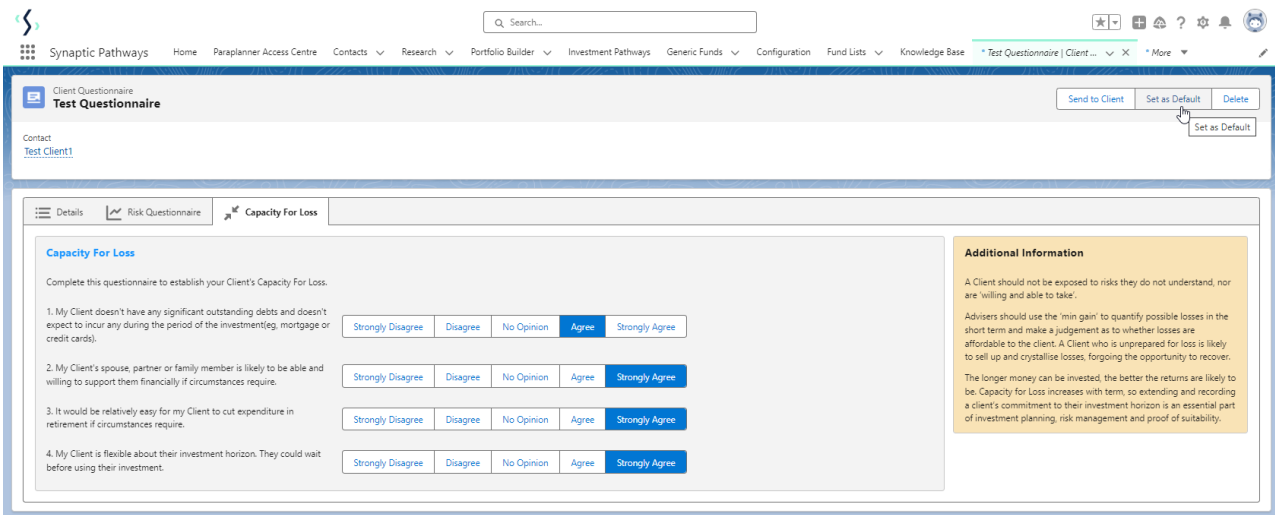 Search...
Synaptic Pathways
Home
Paraplanner Access Centre
Contacts
Research
Portfolio Builder
Investment Pathways
Generic Funds
Configuration
Fund Lists
Knowledge Base
* Test Questionnaire | Client ...
* More
Client Questionnaire
Test Questionnaire
Send to Client
Set as Default
Delete
Set as Default
Contact
Test Client1
Details
Risk Questionnaire
Capacity For Loss
Capacity For Loss
Complete this questionnaire to establish your Client's Capacity For Loss.
1. My Client doesn't have any significant outstanding debts and doesn't
expect to incur any during the period of the investment(eg, mortgage or
credit cards).
Strongly Disagree
Disagree
No Opinion
Agree
Strongly Agree
2. My Client's spouse, partner or family member is likely to be able and
willing to support them financially if circumstances require.
Strongly Disagree
Disagree
No Opinion
Agree
Strongly Agree
3. It would be relatively easy for my Client to cut expenditure in
retirement if circumstances require.
Strongly Disagree
Disagree
No Opinion
Agree
Strongly Agree
4. My Client is flexible about their investment horizon. They could wait
before using their investment.
Strongly Disagree
Disagree
No Opinion
Agree
Strongly Agree
Additional Information
A Client should not be exposed to risks they do not understand, nor
are 'willing and able to take'.
Advisers should use the 'min gain' to quantify possible losses in the
short term and make a judgement as to whether losses are
affordable to the client. A Client who is unprepared for loss is likely
to sell up and crystallise losses, forgoing the opportunity to recover.
The longer money can be invested, the better the returns are likely to
be. Capacity for Loss increases with term, so extending and recording
a client's commitment to their investment horizon is an essential part
of investment planning, risk management and proof of suitability.